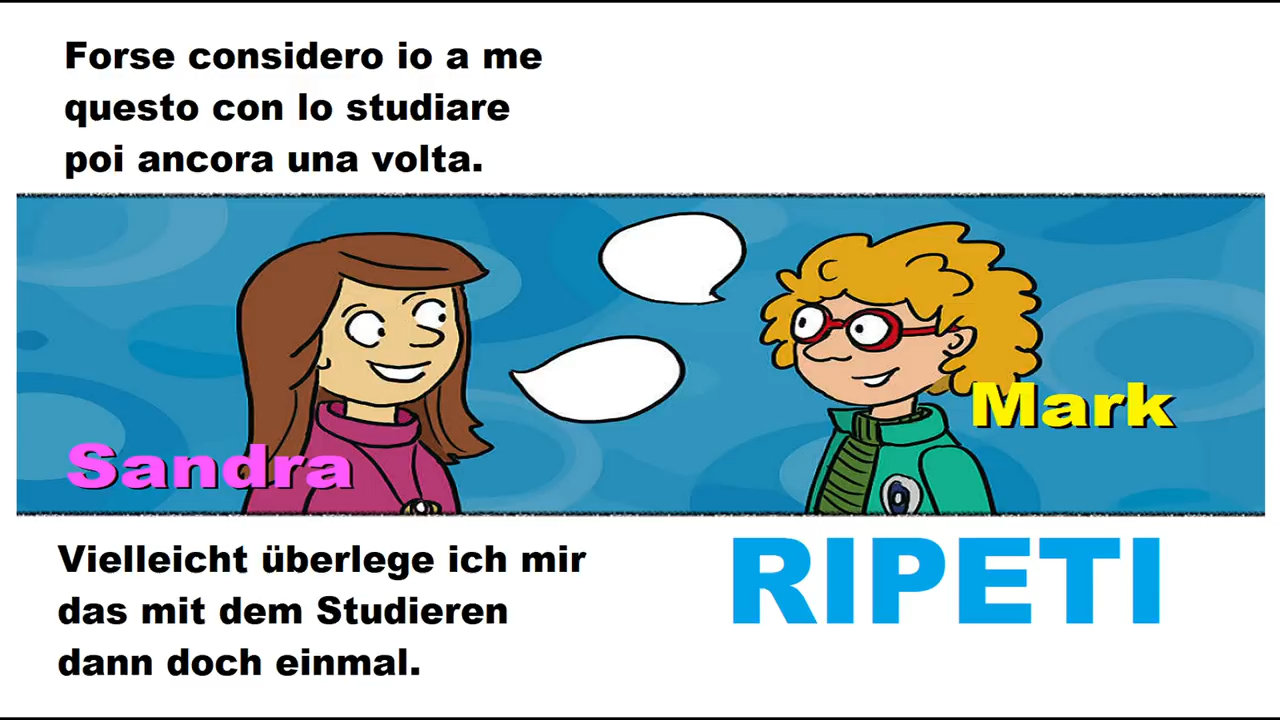 Forse considero io a me
questo con lo studiare
poi ancora una volta.
Sandra
Mark
Vielleicht überlege ich mir
das mit dem Studieren
dann doch einmal.
RIPETI